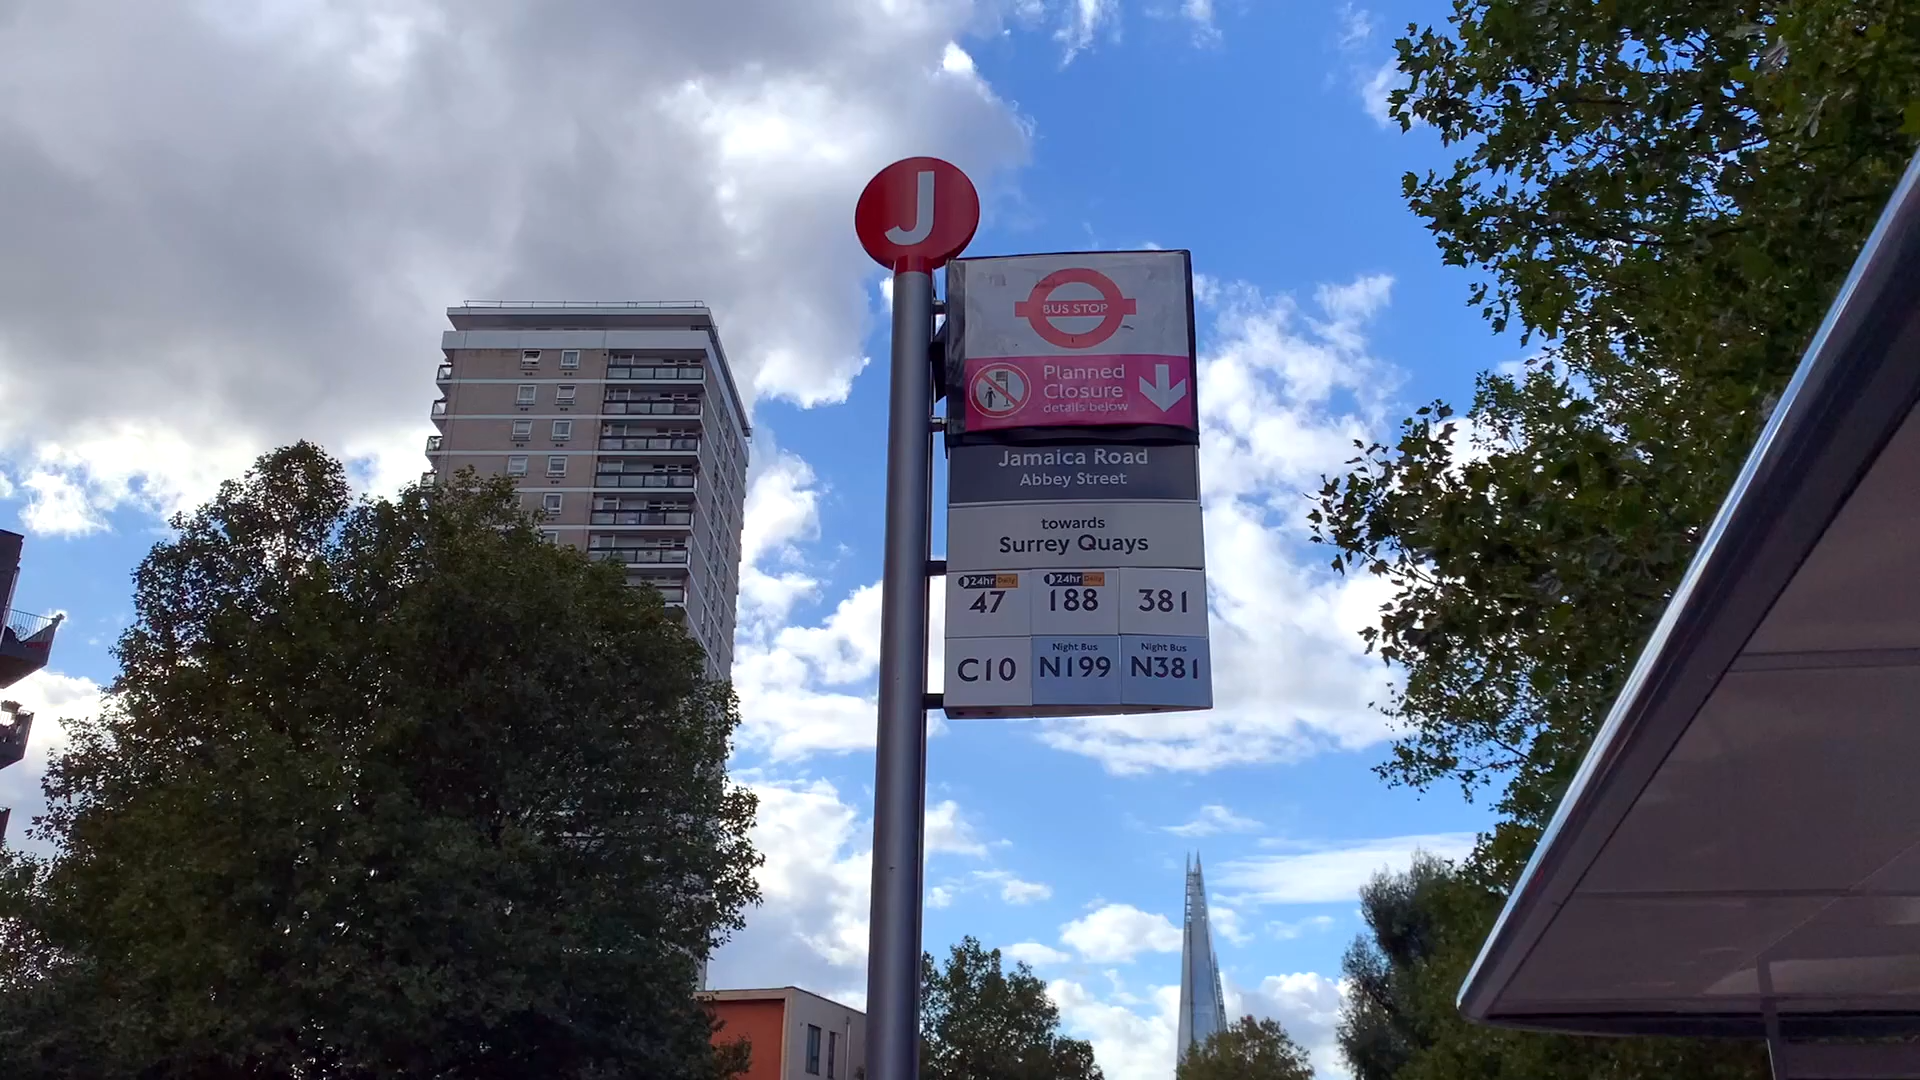 J
BUS STOP
Planned
Closure
details below
Jamaica Road
Abbey Street
towards
Surrey Quays
24hr Daily 24hr Daily
47 188 381
Night Bus Night Bus
C10 N199 N381